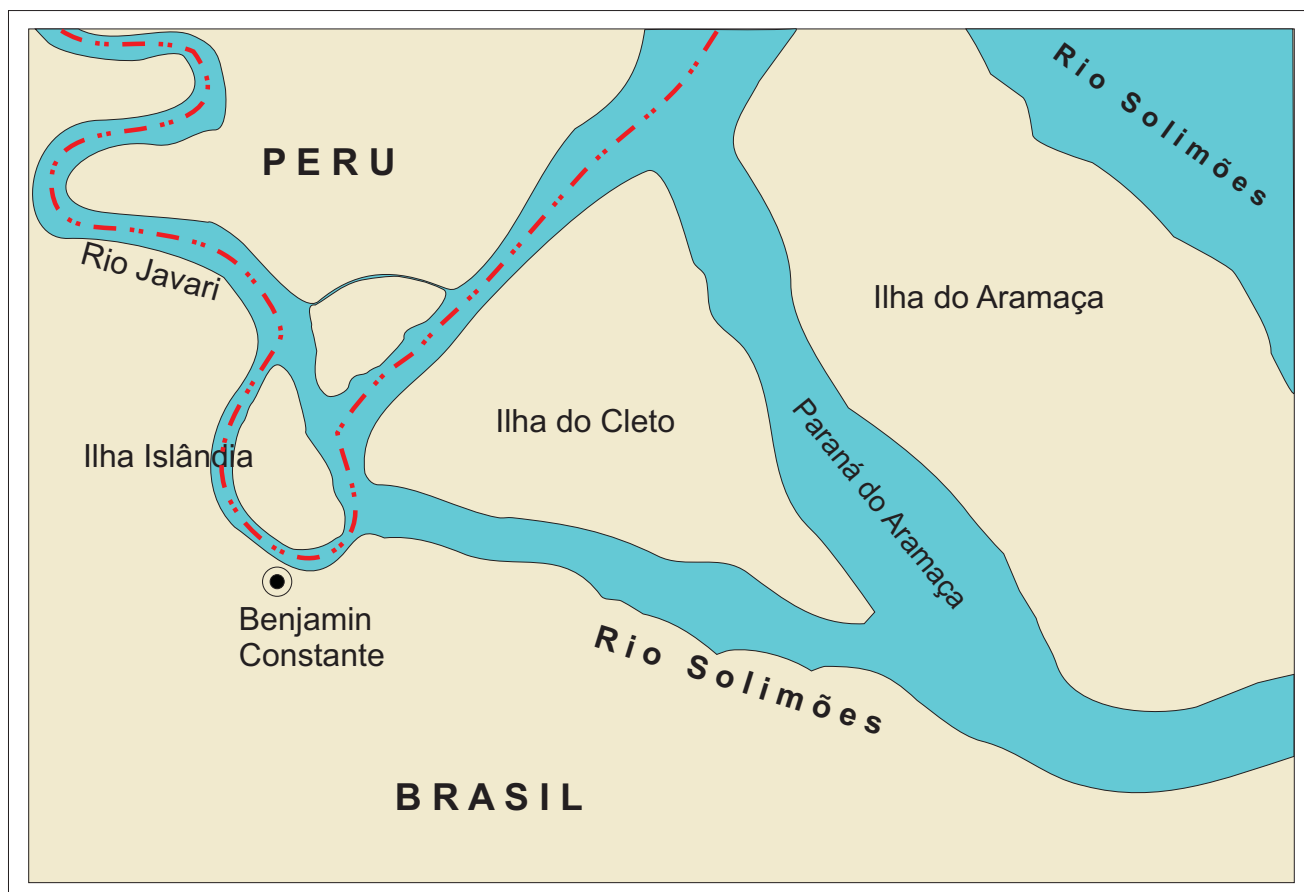 Rio Solimões
PERU
Rio Javari
Ilha do Aramaça
Ilha do Cleto
Paraná do Aramaça
Ilha Islândia
Benjamin
Constante
Rio Solimões
BRASIL